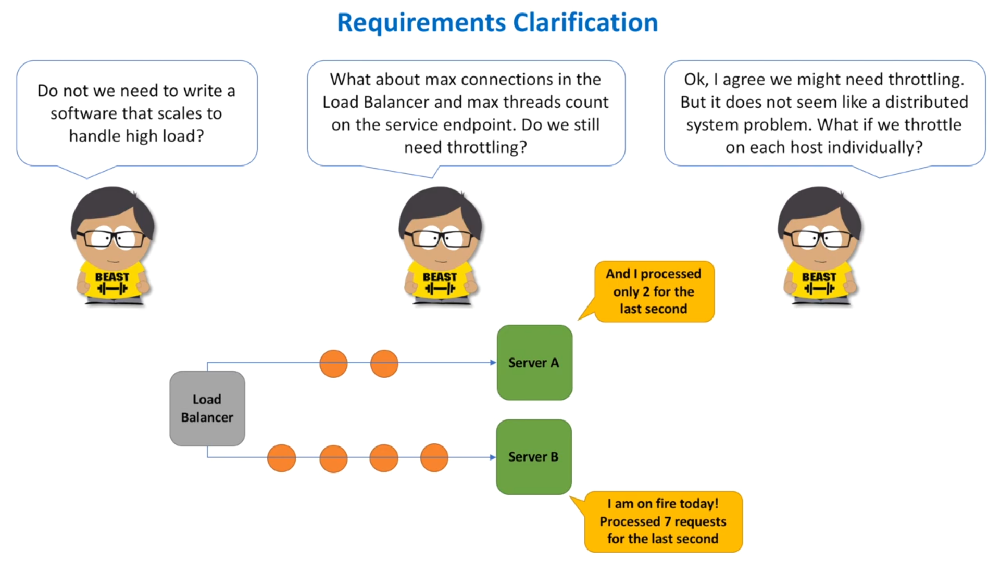 Requirements Clarification
Do not we need to write a
software that scales to
handle high load?
What about max connections in the
Load Balancer and max threads count
on the service endpoint. Do we still
need throttling?
Ok, I agree we might need throttling.
But it does not seem like a distributed
system problem. What if we throttle
on each host individually?
BEAST
BEAST
BEAST
And I processed
only 2 for the
last second
Server A
Load
Balancer
Server B
I am on fire today!
Processed 7 requests
for the last second